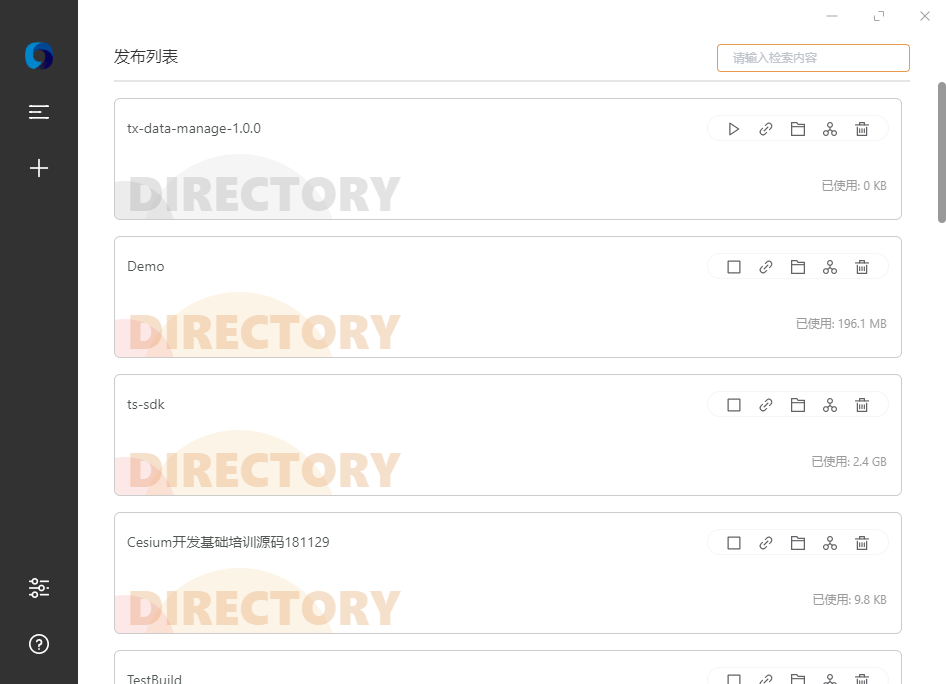 发布列表
请输入检索内容
tx-data-manage-1.0.0
DIRECTORY
已使用: 0 KB
Demo
DIRECTORY
已使用: 196.1 MB
ts-sdk
DIRECTORY
已使用: 2.4 GB
Cesium开发基础培训源码181129
DIRECTORY
已使用: 9.8 KB
TestBuild